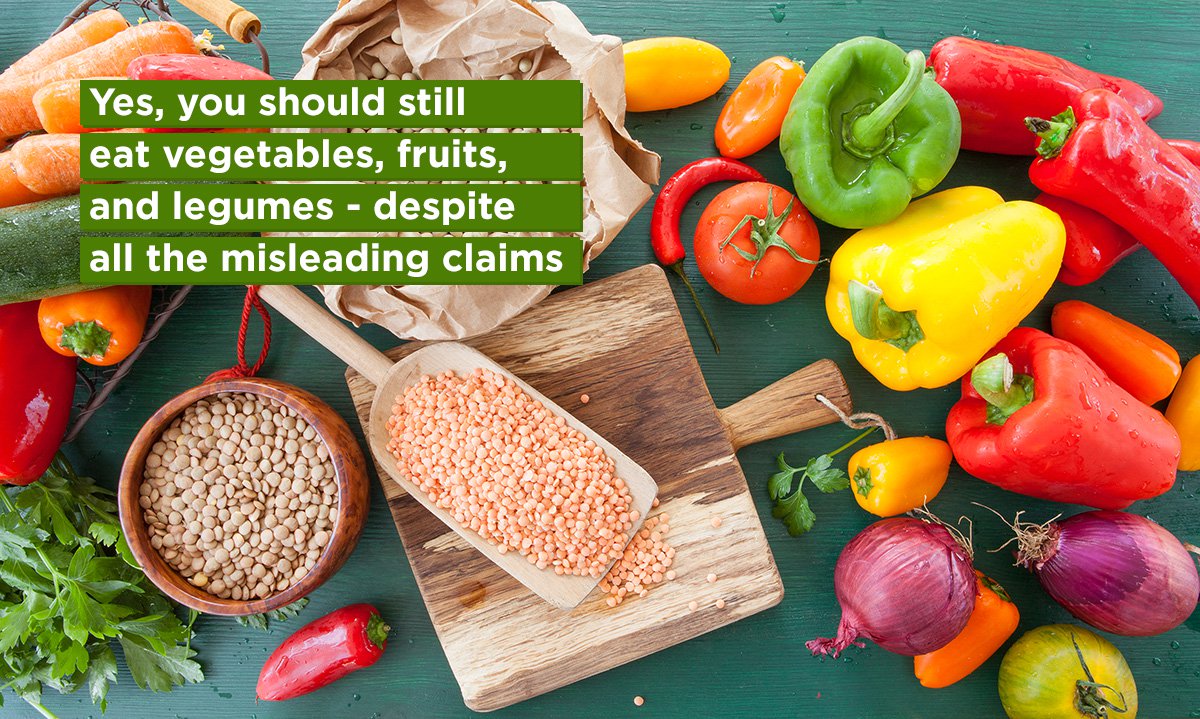 Yes, you should still
eat vegetables, fruits,
and legumes - despite
all the misleading claims